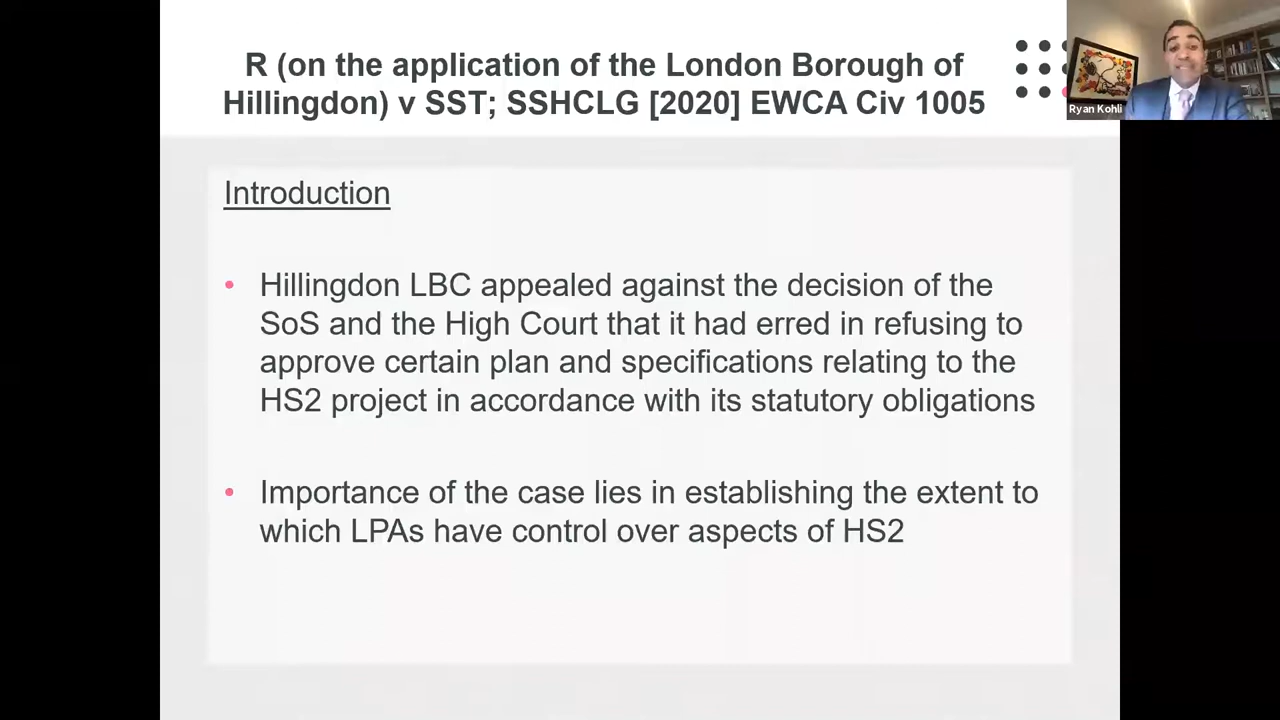 R (on the application of the London Borough of
Hillingdon) v SST; SSHCLG [2020] EWCA Civ 1005
Ryan Kohli
Introduction
• Hillingdon LBC appealed against the decision of the
SoS and the High Court that it had erred in refusing to
approve certain plan and specifications relating to the
HS2 project in accordance with its statutory obligations
• Importance of the case lies in establishing the extent to
which LPAs have control over aspects of HS2